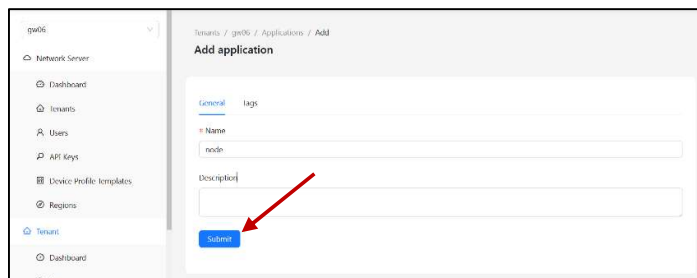 gw06
Network Server
Dashboard
Tenants
Users
API Keys
Device Profile Templates
Regions
Tenant
Dashboard
Tenants / gw06 / Applications / Add
Add application
General Tags
* Name
node
Description
Submit